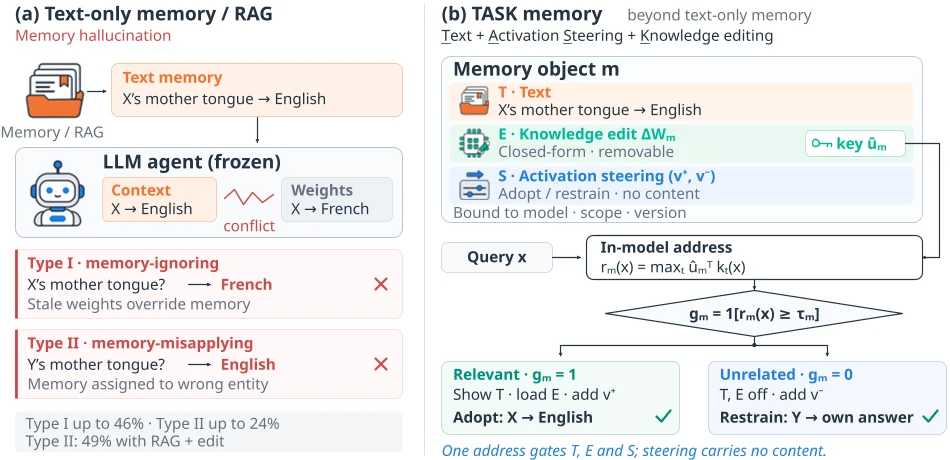 (a) Text-only memory / RAG
Memory hallucination
Text memory
X’s mother tongue → English
Memory / RAG
LLM agent (frozen)
Context
X → English
Weights
X → French
conflict
Type I · memory-ignoring
X’s mother tongue? → French
Stale weights override memory
Type II · memory-misapplying
Y’s mother tongue? → English
Memory assigned to wrong entity
Type I up to 46% · Type II up to 24%
Type II: 49% with RAG + edit
(b) TASK memory beyond text-only memory
Text + Activation Steering + Knowledge editing
Memory object m
T · Text
X’s mother tongue → English
E · Knowledge edit ΔWₘ
Closed-form · removable
key ûₘ
S · Activation steering (v⁺, v⁻)
Adopt / restrain · no content
Bound to model · scope · version
Query x
In-model address
rₘ(x) = maxₜ ûₘᵀ kₜ(x)
gₘ = 1[rₘ(x) ≥ τₘ]
Relevant · gₘ = 1
Show T · load E · add v⁺
Adopt: X → English
Unrelated · gₘ = 0
T, E off · add v⁻
Restrain: Y → own answer
One address gates T, E and S; steering carries no content.